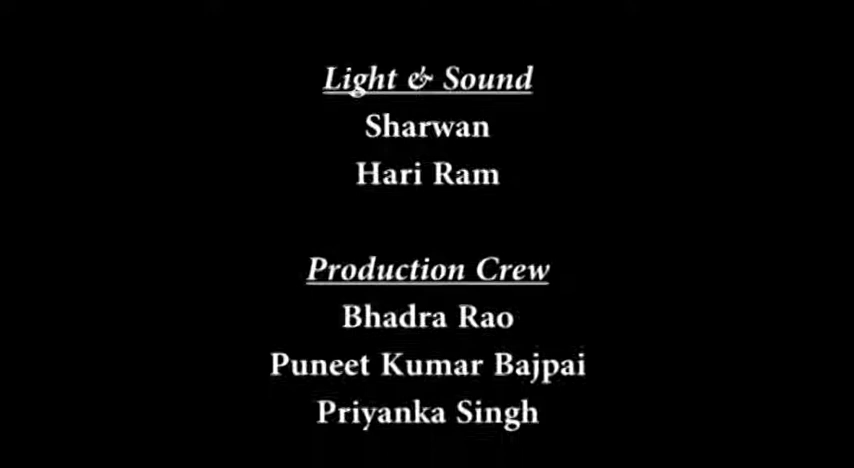 Light & Sound
Sharwan
Hari Ram
Production Crew
Bhadra Rao
Puneet Kumar Bajpai
Priyanka Singh